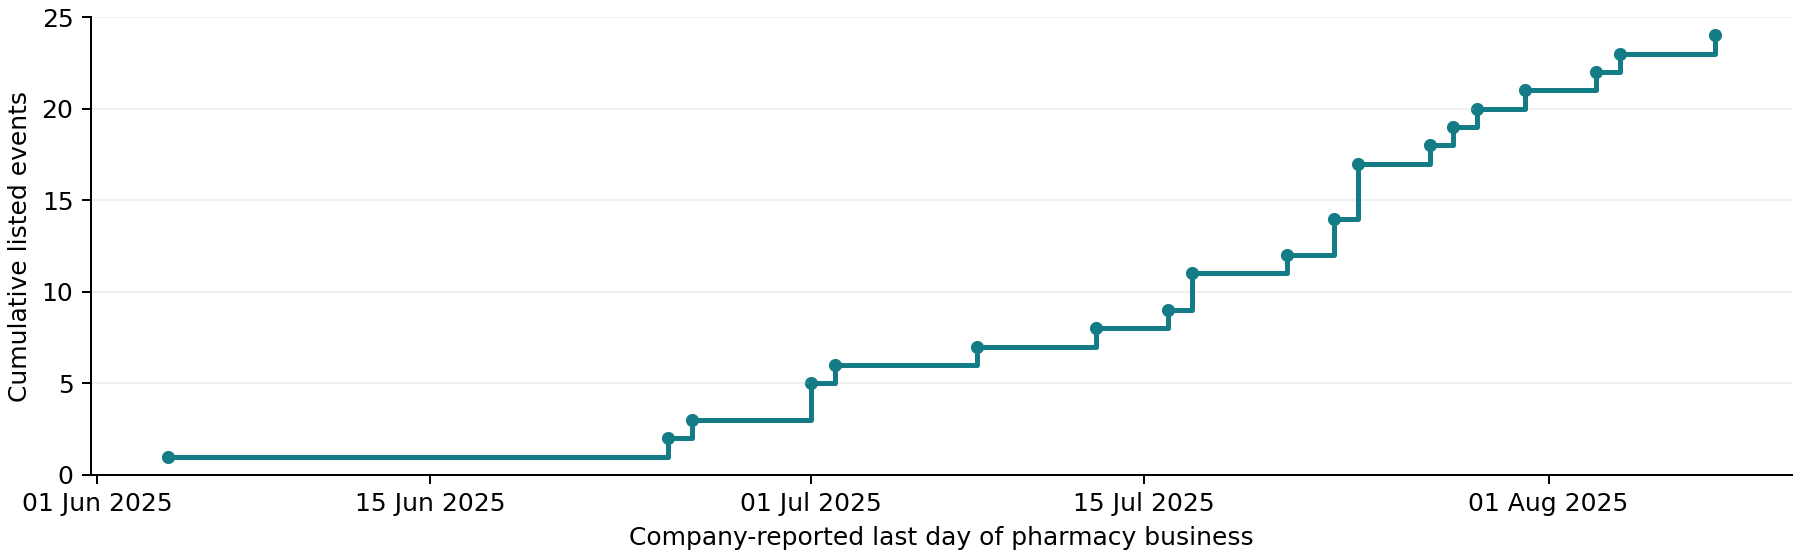 Cumulative listed events
25
20
15
10
5
0
01 Jun 2025
15 Jun 2025
01 Jul 2025
15 Jul 2025
01 Aug 2025
Company-reported last day of pharmacy business